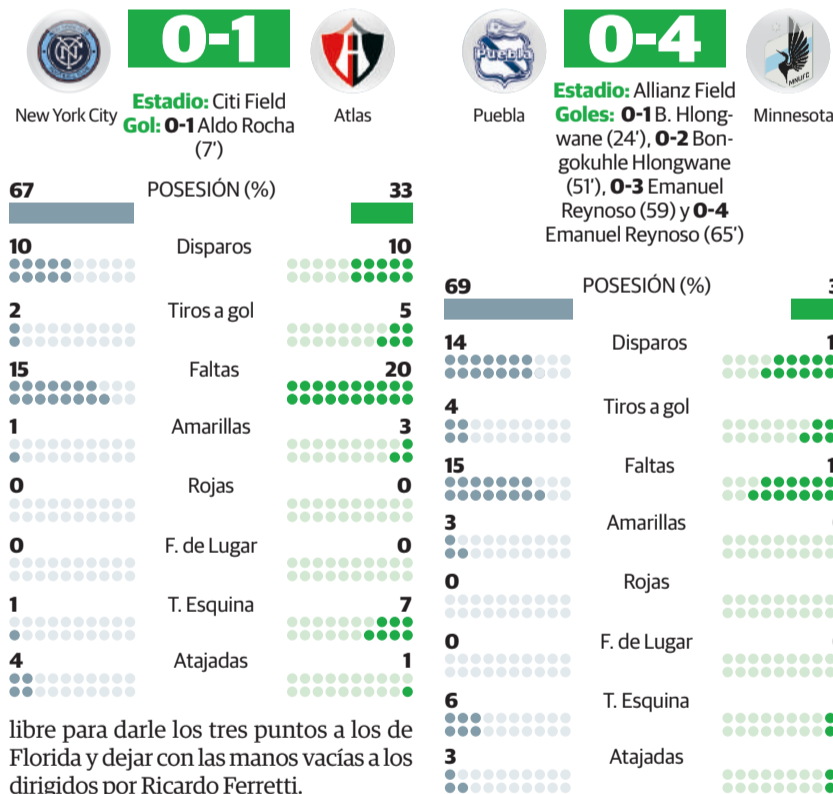 0-1
New York City
Estadio: Citi Field
Gol: 0-1 Aldo Rocha
(7')
Atlas
67 POSESIÓN (%) 33
10 Disparos 10
2 Tiros a gol 5
15 Faltas 20
1 Amarillas 3
0 Rojas 0
0 F. de Lugar 0
1 T. Esquina 7
4 Atajadas 1
libre para darle los tres puntos a los de
Florida y dejar con las manos vacías a los
dirigidos por Ricardo Ferretti.
0-4
Puebla
Puebla
Estadio: Allianz Field
Goles: 0-1 B. Hlong-
wane (24'), 0-2 Bon-
gokuhle Hlongwane
(51'), 0-3 Emanuel
Reynoso (59) y 0-4
Emanuel Reynoso (65')
MNUFC
Minnesota
69 POSESIÓN (%) 3
14 Disparos 1
4 Tiros a gol
15 Faltas 1
3 Amarillas
0 Rojas
0 F. de Lugar
6 T. Esquina
3 Atajadas